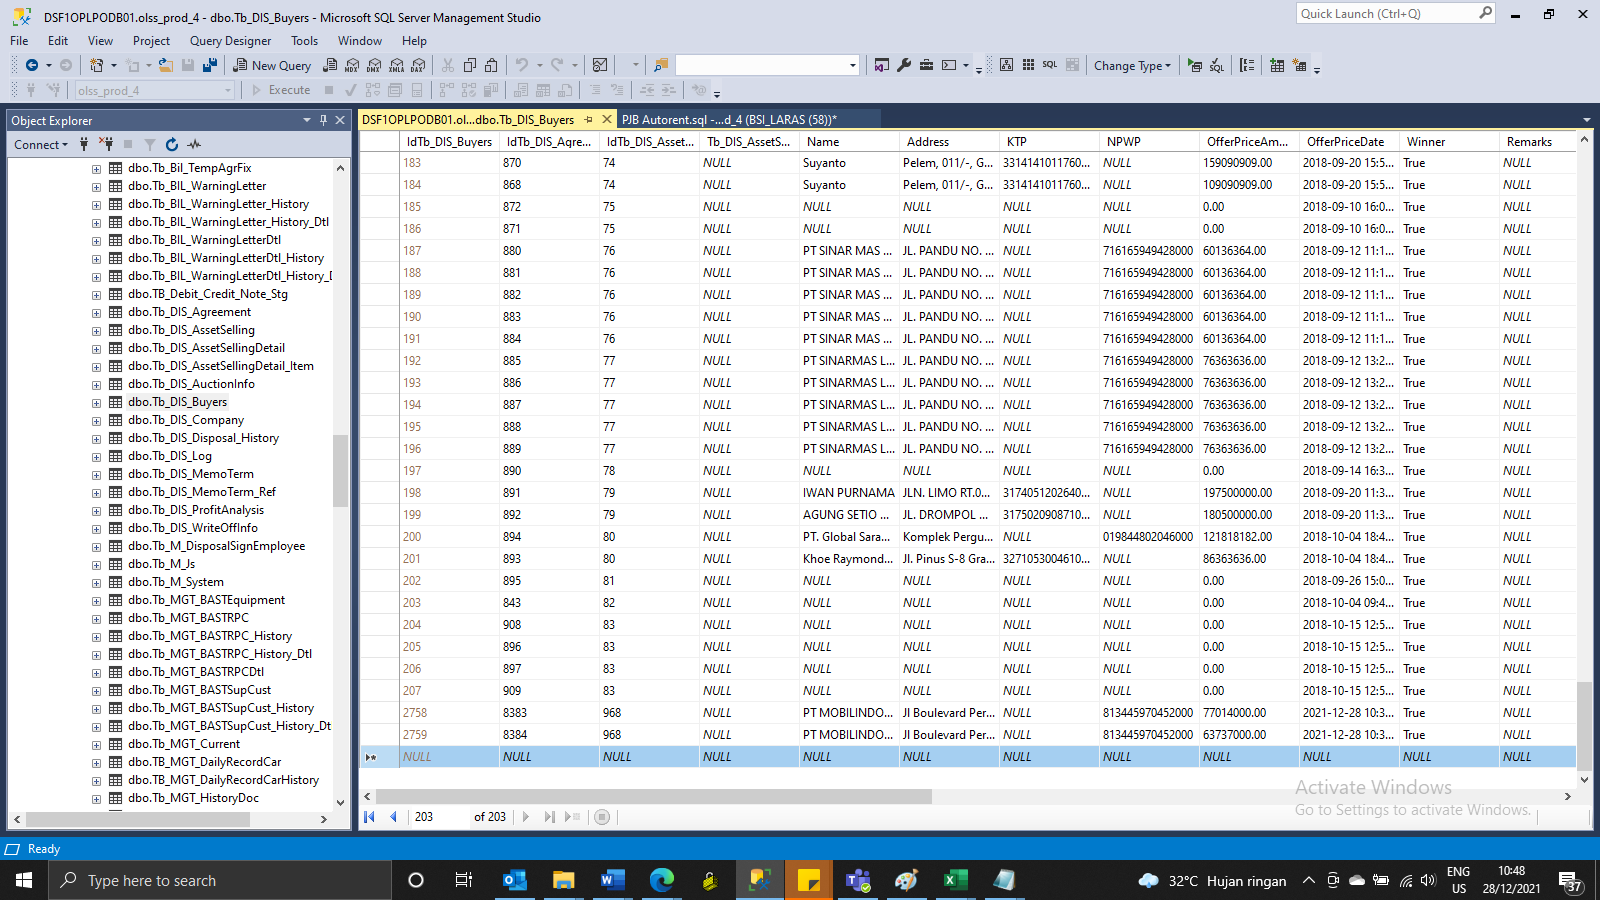 DSF1OPLPODB01.olss_prod_4 - dbo.Tb_DIS_Buyers - Microsoft SQL Server Management Studio
Quick Launch (Ctrl+Q)
File Edit View Project Query Designer Tools Window Help
New Query MDX DMX XMLA DAX SQL Change Type
olss_prod_4 Execute
Object Explorer
DSF1OPLPODB01.ol...dbo.Tb_DIS_Buyers
PJB Autorent.sql -...d_4 (BSI_LARAS (58))*
Connect
dbo.Tb_Bil_TempAgrFix
dbo.Tb_BIL_WarningLetter
dbo.Tb_BIL_WarningLetter_History
dbo.Tb_BIL_WarningLetter_History_Dtl
dbo.Tb_BIL_WarningLetterDtl
dbo.Tb_BIL_WarningLetterDtl_History
dbo.Tb_BIL_WarningLetterDtl_History_D
dbo.TB_Debit_Credit_Note_Stg
dbo.Tb_DIS_Agreement
dbo.Tb_DIS_AssetSelling
dbo.Tb_DIS_AssetSellingDetail
dbo.Tb_DIS_AssetSellingDetail_Item
dbo.Tb_DIS_AuctionInfo
dbo.Tb_DIS_Buyers
dbo.Tb_DIS_Company
dbo.Tb_DIS_Disposal_History
dbo.Tb_DIS_Log
dbo.Tb_DIS_MemoTerm
dbo.Tb_DIS_MemoTerm_Ref
dbo.Tb_DIS_ProfitAnalysis
dbo.Tb_DIS_WriteOffInfo
dbo.Tb_M_DisposalSignEmployee
dbo.Tb_M_Js
dbo.Tb_M_System
dbo.Tb_MGT_BASTEquipment
dbo.Tb_MGT_BASTRPC
dbo.Tb_MGT_BASTRPC_History
dbo.Tb_MGT_BASTRPC_History_Dtl
dbo.Tb_MGT_BASTRPCDtl
dbo.Tb_MGT_BASTSupCust
dbo.Tb_MGT_BASTSupCust_History
dbo.Tb_MGT_BASTSupCust_History_Dt
dbo.Tb_MGT_Current
dbo.Tb_MGT_DailyRecordCar
dbo.TB_MGT_DailyRecordCarHistory
dbo.Tb_MGT_HistoryDoc
IdTb_DIS_Buyers IdTb_DIS_Agre... IdTb_DIS_Asset... Tb_DIS_AssetS... Name Address KTP NPWP OfferPriceAm... OfferPriceDate Winner Remarks
183 870 74 NULL Suyanto Pelem, 011/-, G... 3314141011760... NULL 159090909.00 2018-09-20 15:5... True NULL
184 868 74 NULL Suyanto Pelem, 011/-, G... 3314141011760... NULL 109090909.00 2018-09-20 15:5... True NULL
185 872 75 NULL NULL NULL NULL NULL 0.00 2018-09-10 16:0... True NULL
186 871 75 NULL NULL NULL NULL NULL 0.00 2018-09-10 16:0... True NULL
187 880 76 NULL PT SINAR MAS ... JL. PANDU NO. ... NULL 716165949428000 60136364.00 2018-09-12 11:1... True NULL
188 881 76 NULL PT SINAR MAS ... JL. PANDU NO. ... NULL 716165949428000 60136364.00 2018-09-12 11:1... True NULL
189 882 76 NULL PT SINAR MAS ... JL. PANDU NO. ... NULL 716165949428000 60136364.00 2018-09-12 11:1... True NULL
190 883 76 NULL PT SINAR MAS ... JL. PANDU NO. ... NULL 716165949428000 60136364.00 2018-09-12 11:1... True NULL
191 884 76 NULL PT SINAR MAS ... JL. PANDU NO. ... NULL 716165949428000 60136364.00 2018-09-12 11:1... True NULL
192 885 77 NULL PT SINARMAS L... JL. PANDU NO. ... NULL 716165949428000 76363636.00 2018-09-12 13:2... True NULL
193 886 77 NULL PT SINARMAS L... JL. PANDU NO. ... NULL 716165949428000 76363636.00 2018-09-12 13:2... True NULL
194 887 77 NULL PT SINARMAS L... JL. PANDU NO. ... NULL 716165949428000 76363636.00 2018-09-12 13:2... True NULL
195 888 77 NULL PT SINARMAS L... JL. PANDU NO. ... NULL 716165949428000 76363636.00 2018-09-12 13:2... True NULL
196 889 77 NULL PT SINARMAS L... JL. PANDU NO. ... NULL 716165949428000 76363636.00 2018-09-12 13:2... True NULL
197 890 78 NULL NULL NULL NULL NULL 0.00 2018-09-14 16:3... True NULL
198 891 79 NULL IWAN PURNAMA JLN. LIMO RT.0... 3174051202640... NULL 197500000.00 2018-09-20 11:3... True NULL
199 892 79 NULL AGUNG SETIO ... JL. DROMPOL ... 3175020908710... NULL 180500000.00 2018-09-20 11:3... True NULL
200 894 80 NULL PT. Global Sara... Komplek Pergu... NULL 019844802046000 121818182.00 2018-10-04 18:4... True NULL
201 893 80 NULL Khoe Raymond... Jl. Pinus S-8 Gra... 3271053004610... NULL 86363636.00 2018-10-04 18:4... True NULL
202 895 81 NULL NULL NULL NULL NULL 0.00 2018-09-26 15:0... True NULL
203 843 82 NULL NULL NULL NULL NULL 0.00 2018-10-04 09:4... True NULL
204 908 83 NULL NULL NULL NULL NULL 0.00 2018-10-15 12:5... True NULL
205 896 83 NULL NULL NULL NULL NULL 0.00 2018-10-15 12:5... True NULL
206 897 83 NULL NULL NULL NULL NULL 0.00 2018-10-15 12:5... True NULL
207 909 83 NULL NULL NULL NULL NULL 0.00 2018-10-15 12:5... True NULL
2758 8383 968 NULL PT MOBILINDO... Jl Boulevard Per... NULL 813445970452000 77014000.00 2021-12-28 10:3... True NULL
2759 8384 968 NULL PT MOBILINDO... Jl Boulevard Per... NULL 813445970452000 63737000.00 2021-12-28 10:3... True NULL
NULL NULL NULL NULL NULL NULL NULL NULL NULL NULL NULL NULL
203 of 203
Activate Windows
Go to Settings to activate Windows.
Ready
Type here to search
32°C Hujan ringan
ENG
US
10:48
28/12/2021
37